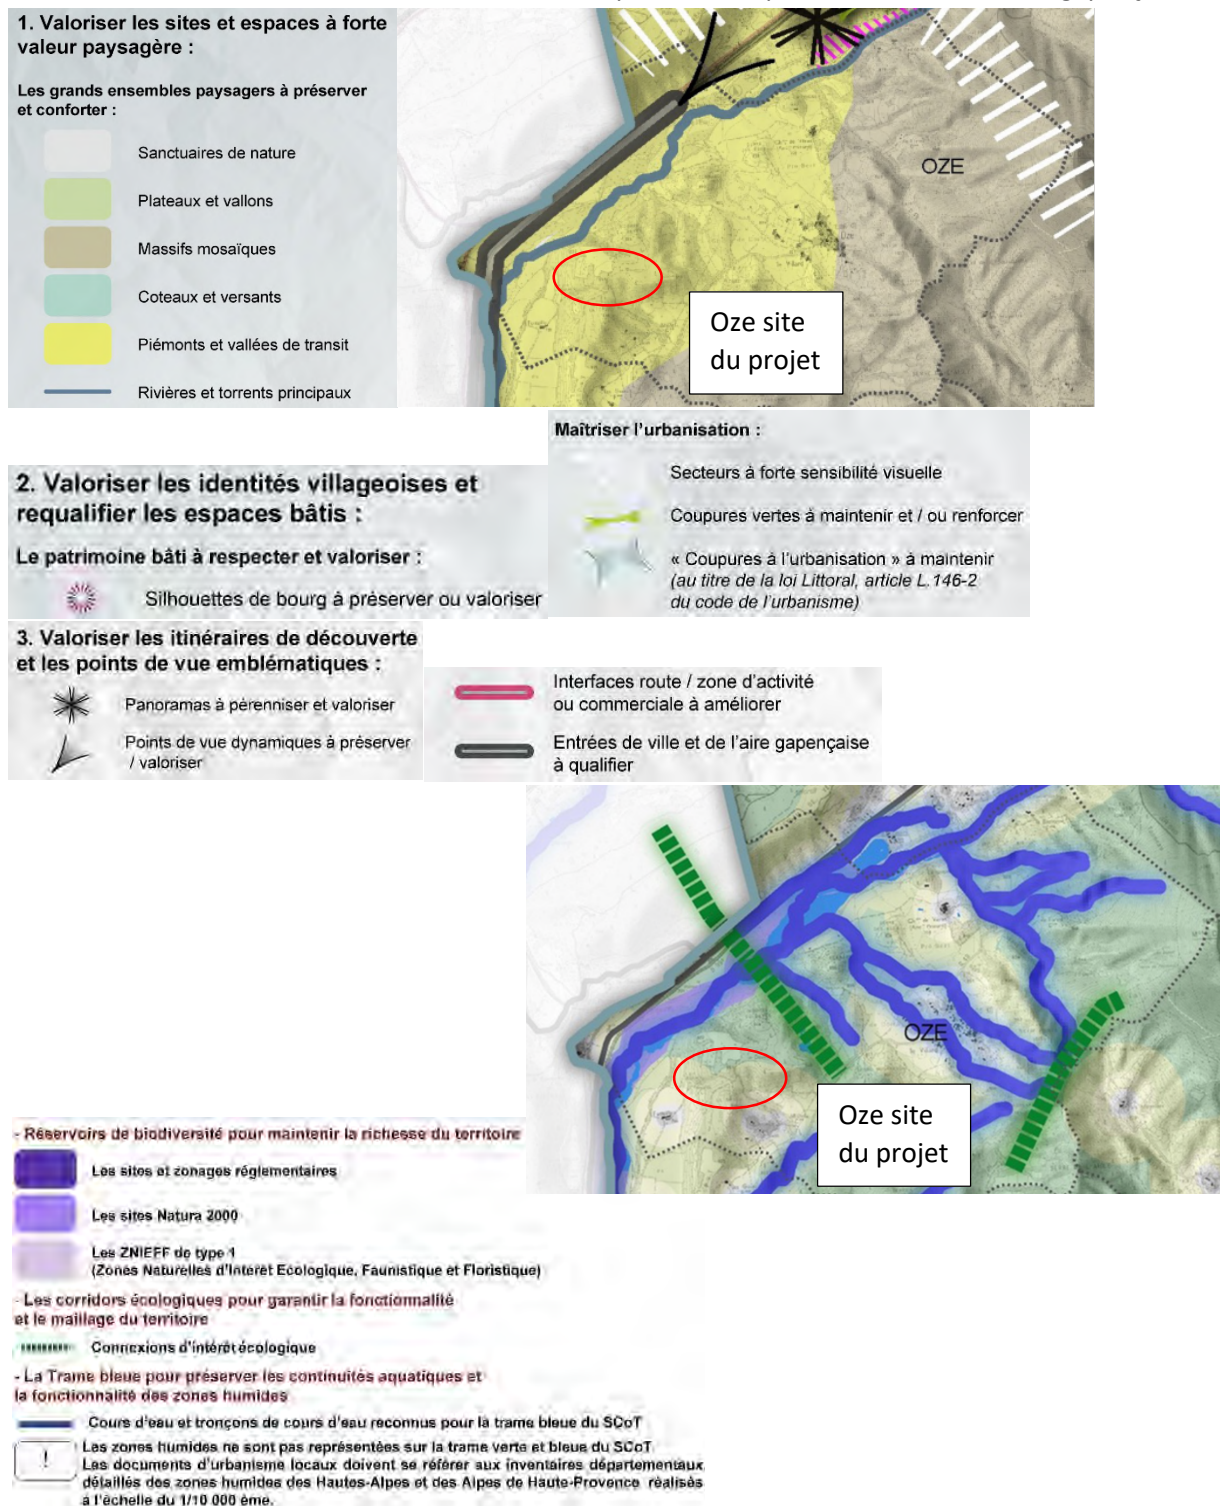 1. Valoriser les sites et espaces à forte
valeur paysagère :
Les grands ensembles paysagers à préserver
et conforter :
Sanctuaires de nature
Plateaux et vallons
Massifs mosaïques
Coteaux et versants
Piémonts et vallées de transit
Rivières et torrents principaux
OZE
Oze site
du projet
Maîtriser l'urbanisation :
Secteurs à forte sensibilité visuelle
Coupures vertes à maintenir et / ou renforcer
« Coupures à l'urbanisation » à maintenir
(au titre de la loi Littoral, article L.146-2
du code de l'urbanisme)
2. Valoriser les identités villageoises et
requalifier les espaces bâtis :
Le patrimoine bâti à respecter et valoriser :
Silhouettes de bourg à préserver ou valoriser
3. Valoriser les itinéraires de découverte
et les points de vue emblématiques :
Panoramas à pérenniser et valoriser
Points de vue dynamiques à préserver
/ valoriser
Interfaces route / zone d'activité
ou commerciale à améliorer
Entrées de ville et de l'aire gapençaise
à qualifier
OZE
Oze site
du projet
- Réservoirs de biodiversité pour maintenir la richesse du territoire
Les sites et zonages réglementaires
Les sites Natura 2000
Les ZNIEFF de type 1
(Zones Naturelles d'Intérêt Ecologique, Faunistique et Floristique)
- Les corridors écologiques pour garantir la fonctionnalité
et le maillage du territoire
Connexions d'intérêt écologique
- La Trame bleue pour préserver les continuités aquatiques et
la fonctionnalité des zones humides
Cours d'eau et tronçons de cours d'eau reconnus pour la trame bleue du SCoT
!
Les zones humides ne sont pas représentées sur la trame verte et bleue du SCoT.
Les documents d'urbanisme locaux doivent se référer aux inventaires départementaux
détaillés des zones humides des Hautes-Alpes et des Alpes de Haute-Provence réalisés
à l'échelle du 1/10 000 ème.